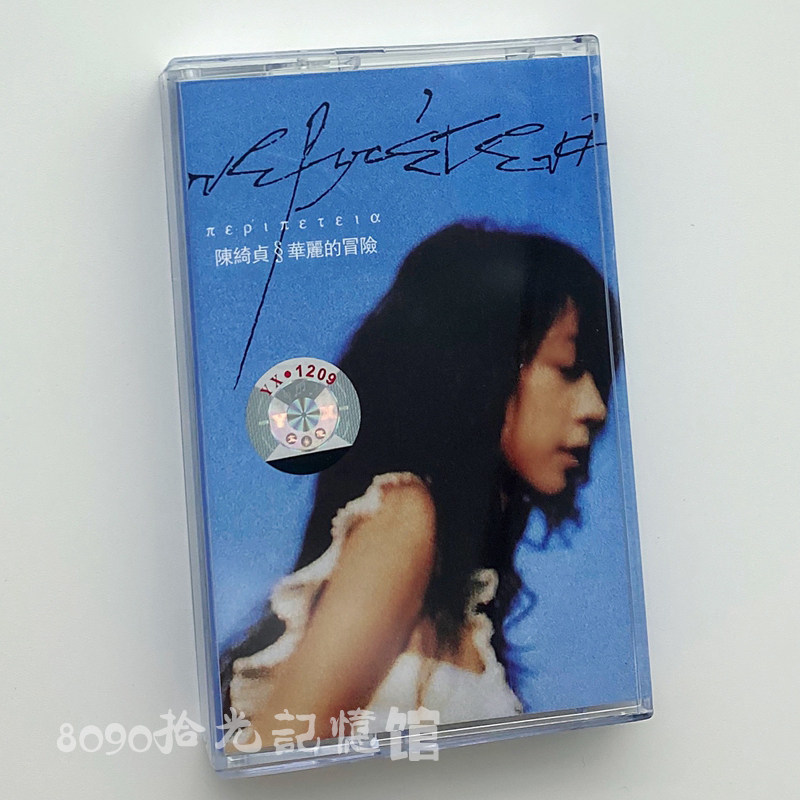 περιπετεια
陳綺貞§華麗的冒險
YX•1209
Y X
8090拾光記憶馆